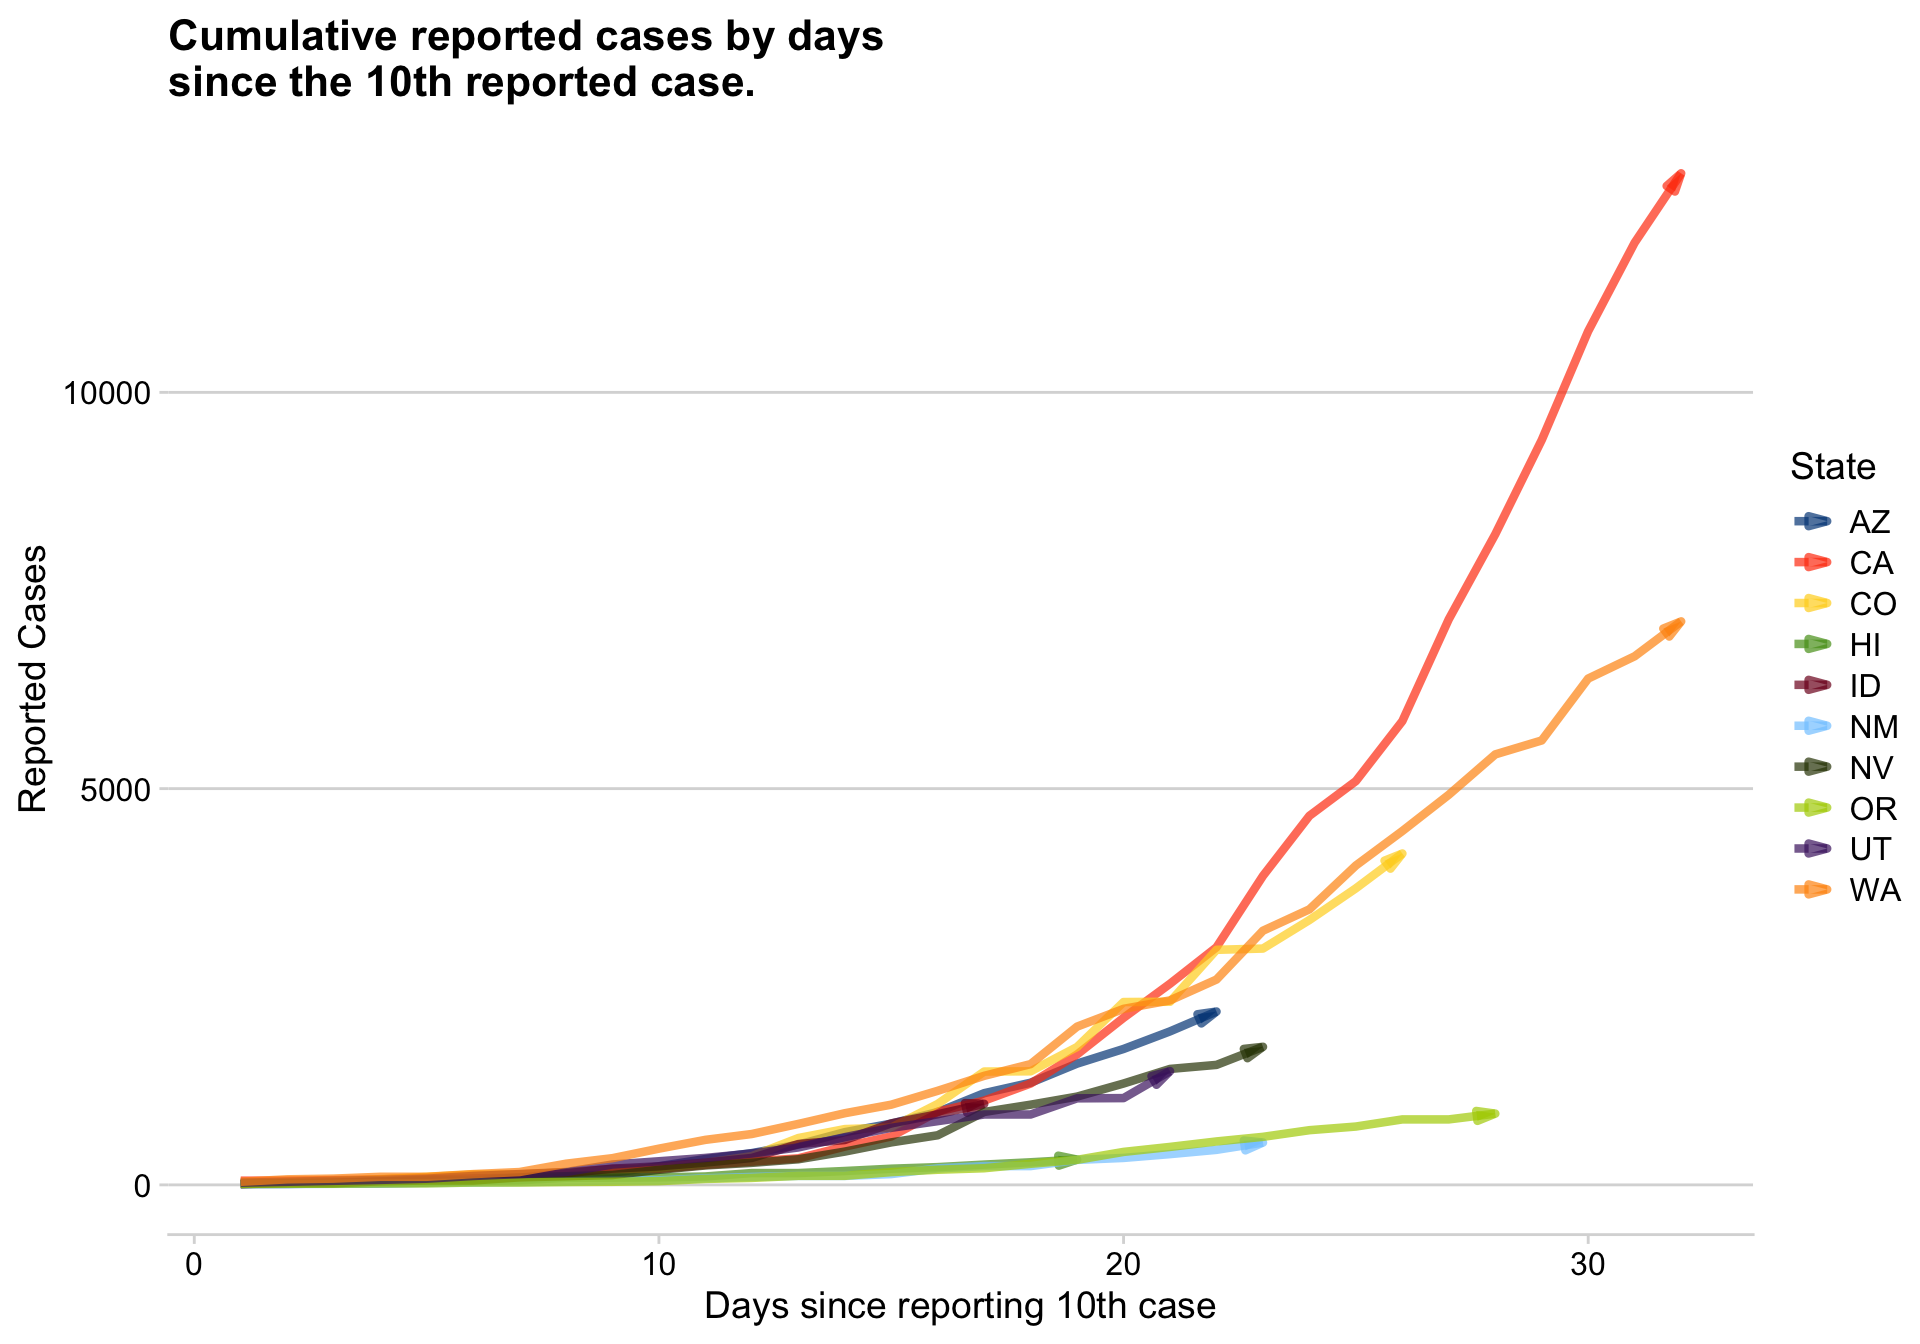 Cumulative reported cases by days
since the 10th reported case.
Reported Cases
10000
5000
0
0 10 20 30
Days since reporting 10th case
State
AZ
CA
CO
HI
ID
NM
NV
OR
UT
WA